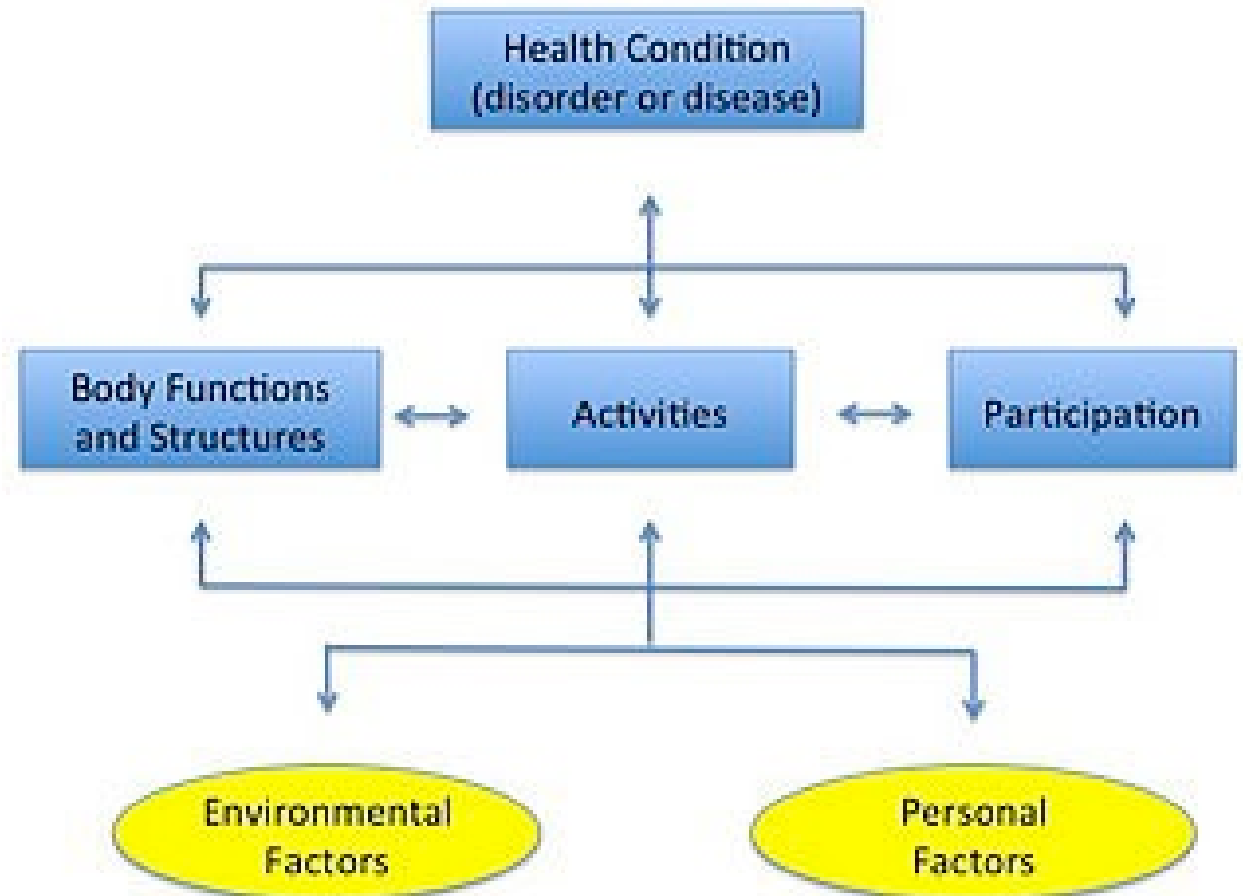 Health Condition
(disorder or disease)
Body Functions
and Structures
Activities
Participation
Environmental
Factors
Personal
Factors